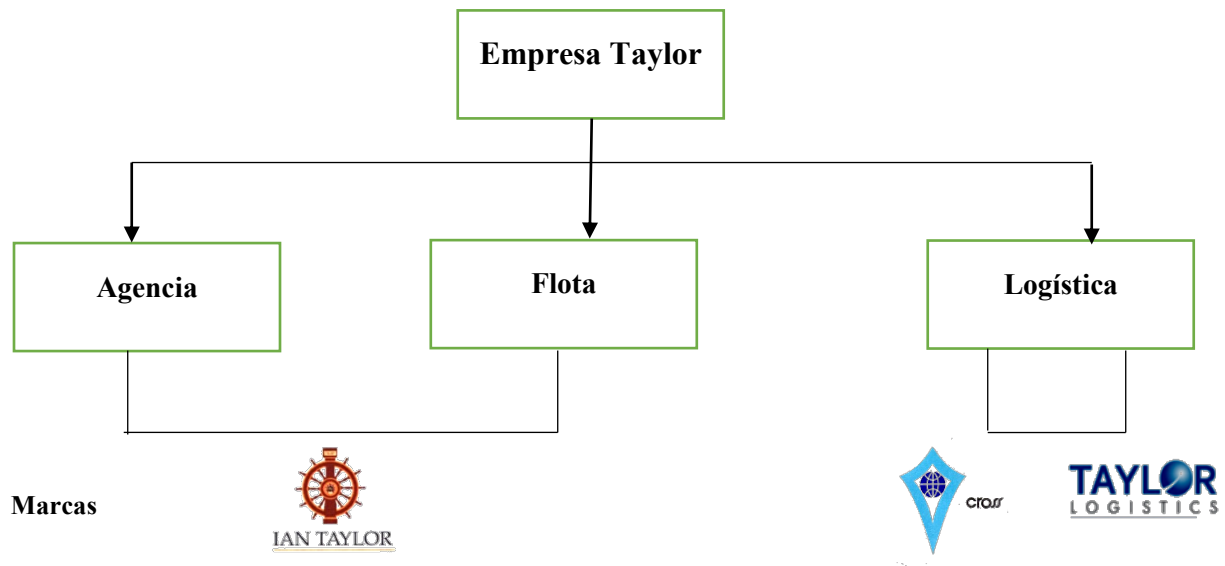 Empresa Taylor
Agencia
Flota
Logística
Marcas
IAN TAYLOR
cross
TAYLOR
LOGISTICS